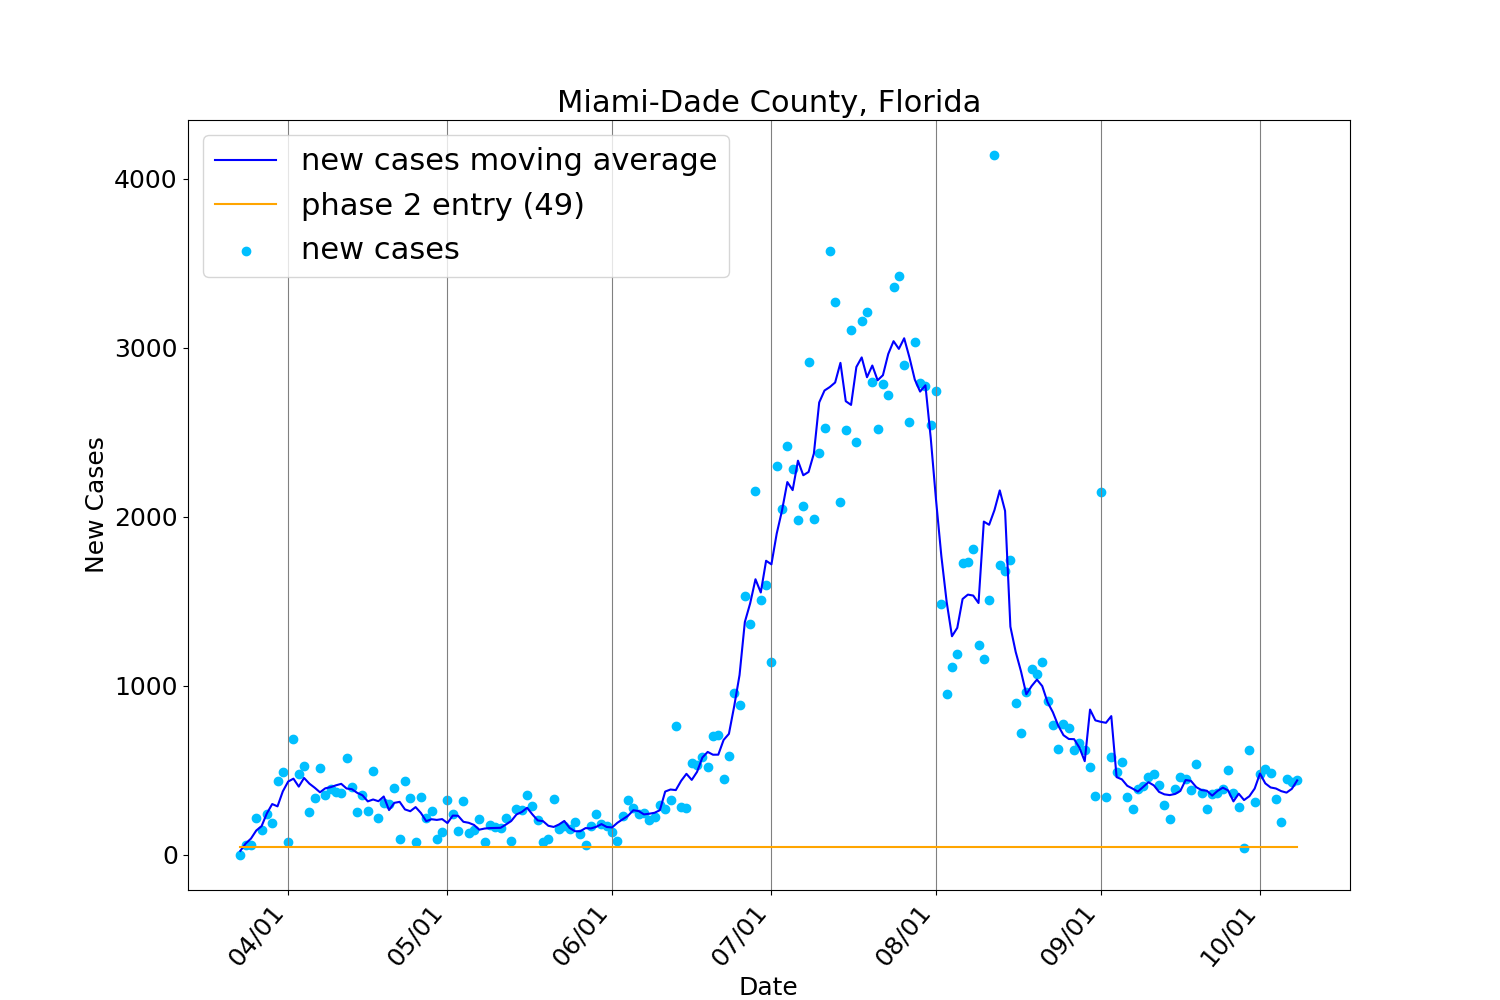 Miami-Dade County, Florida
new cases moving average
phase 2 entry (49)
new cases
4000
3000
2000
1000
0
New Cases
04/01
05/01
06/01
07/01
08/01
09/01
10/01
Date